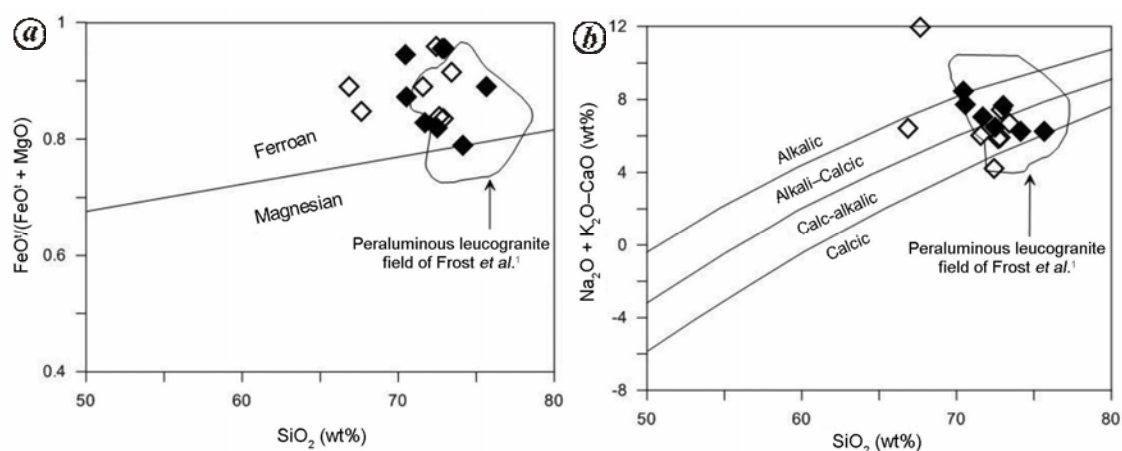 a
1
0.8
0.6
0.4
FeOᵗ/(FeOᵗ + MgO)
Ferroan
Magnesian
Peraluminous leucogranite
field of Frost et al.¹
50
60
70
80
SiO₂ (wt%)
b
12
8
4
0
-4
-8
Na₂O + K₂O–CaO (wt%)
Alkalic
Alkali–Calcic
Calc-alkalic
Calcic
Peraluminous leucogranite
field of Frost et al.¹
50
60
70
80
SiO₂ (wt%)